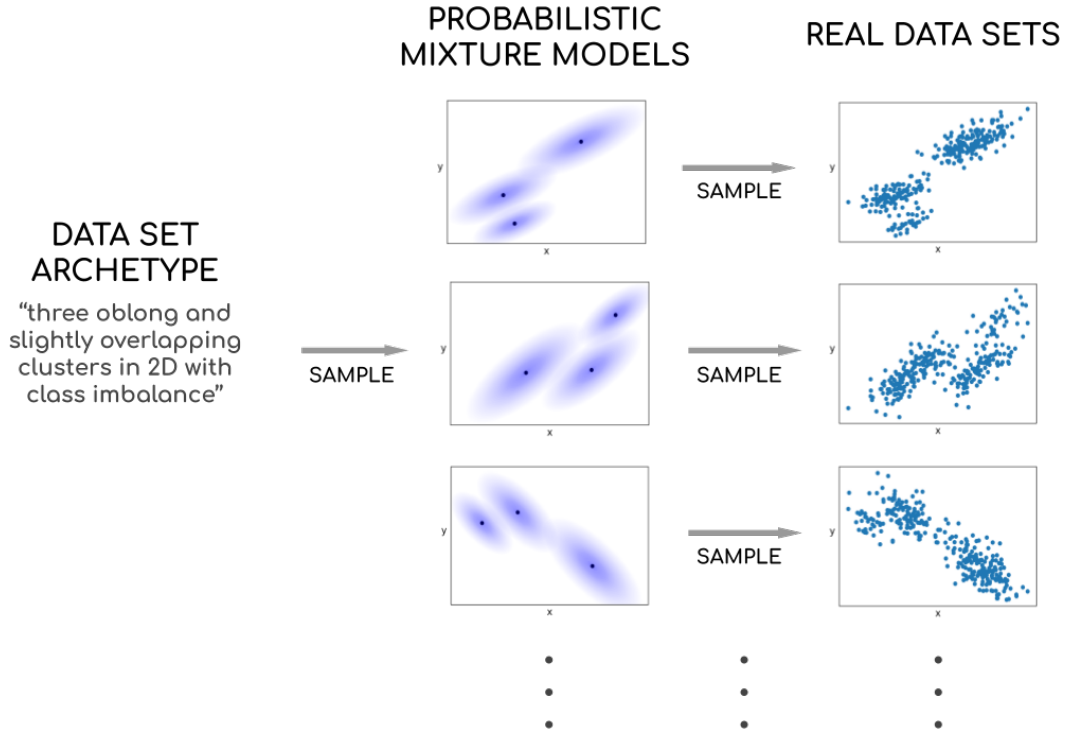 PROBABILISTIC
MIXTURE MODELS
REAL DATA SETS
DATA SET
ARCHETYPE
“three oblong and
slightly overlapping
clusters in 2D with
class imbalance”
SAMPLE
y
x
SAMPLE
y
x
y
x
SAMPLE
y
x
y
x
SAMPLE
y
x